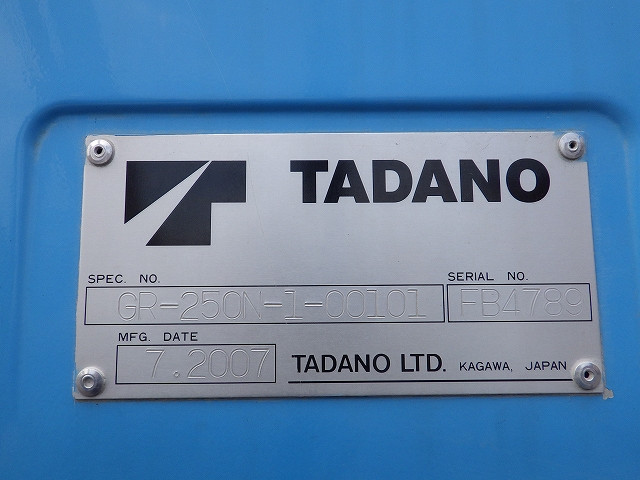 TADANO
SPEC. NO.
SERIAL NO.
GR-250N-1-00101
FB4789
MFG. DATE
7.2007
TADANO LTD. KAGAWA, JAPAN